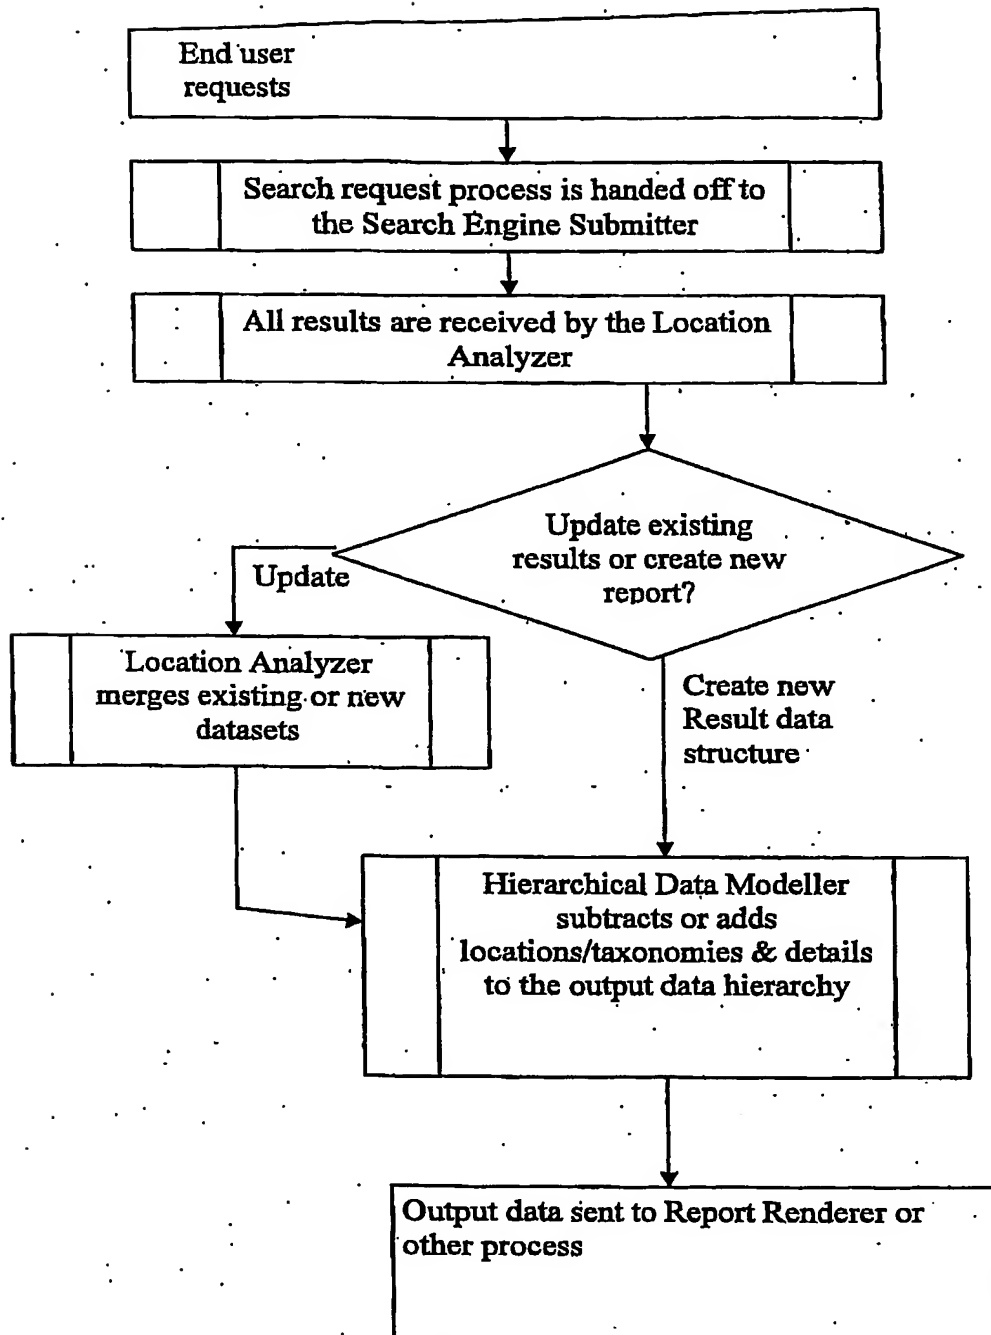 End user
requests
Search request process is handed off to
the Search Engine Submitter
All results are received by the Location
Analyzer
Update existing
results or create new
report?
Update
Location Analyzer
merges existing or new
datasets
Create new
Result data
structure
Hierarchical Data Modeller
subtracts or adds
locations/taxonomies & details
to the output data hierarchy
Output data sent to Report Renderer or
other process